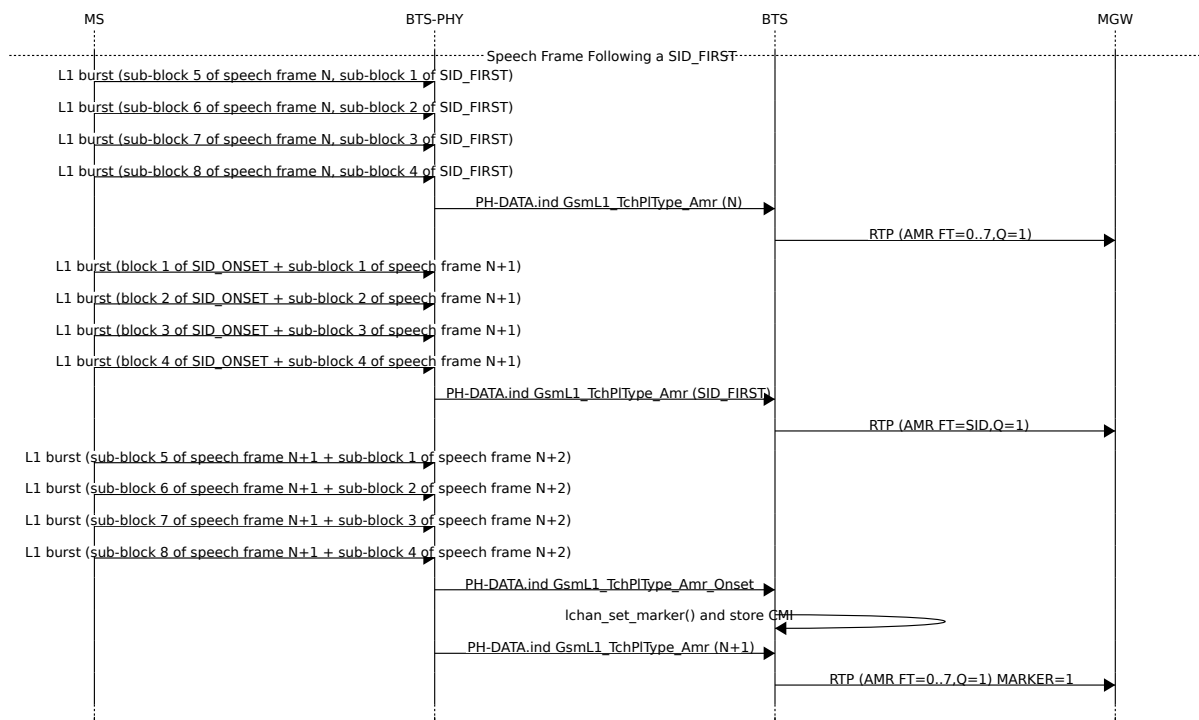 MS BTS-PHY BTS MGW
Speech Frame Following a SID_FIRST
L1 burst (sub-block 5 of speech frame N, sub-block 1 of SID_FIRST)
L1 burst (sub-block 6 of speech frame N, sub-block 2 of SID_FIRST)
L1 burst (sub-block 7 of speech frame N, sub-block 3 of SID_FIRST)
L1 burst (sub-block 8 of speech frame N, sub-block 4 of SID_FIRST)
PH-DATA.ind GsmL1_TchPlType_Amr (N)
RTP (AMR FT=0..7,Q=1)
L1 burst (block 1 of SID_ONSET + sub-block 1 of speech frame N+1)
L1 burst (block 2 of SID_ONSET + sub-block 2 of speech frame N+1)
L1 burst (block 3 of SID_ONSET + sub-block 3 of speech frame N+1)
L1 burst (block 4 of SID_ONSET + sub-block 4 of speech frame N+1)
PH-DATA.ind GsmL1_TchPlType_Amr (SID_FIRST)
RTP (AMR FT=SID,Q=1)
L1 burst (sub-block 5 of speech frame N+1 + sub-block 1 of speech frame N+2)
L1 burst (sub-block 6 of speech frame N+1 + sub-block 2 of speech frame N+2)
L1 burst (sub-block 7 of speech frame N+1 + sub-block 3 of speech frame N+2)
L1 burst (sub-block 8 of speech frame N+1 + sub-block 4 of speech frame N+2)
PH-DATA.ind GsmL1_TchPlType_Amr_Onset
lchan_set_marker() and store CMI
PH-DATA.ind GsmL1_TchPlType_Amr (N+1)
RTP (AMR FT=0..7,Q=1) MARKER=1